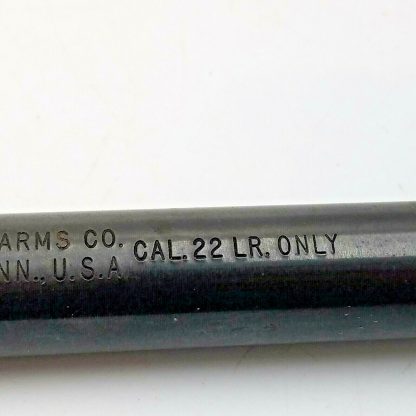 ARMS CO.
NN., U.S.A.
CAL. 22 LR. ONLY